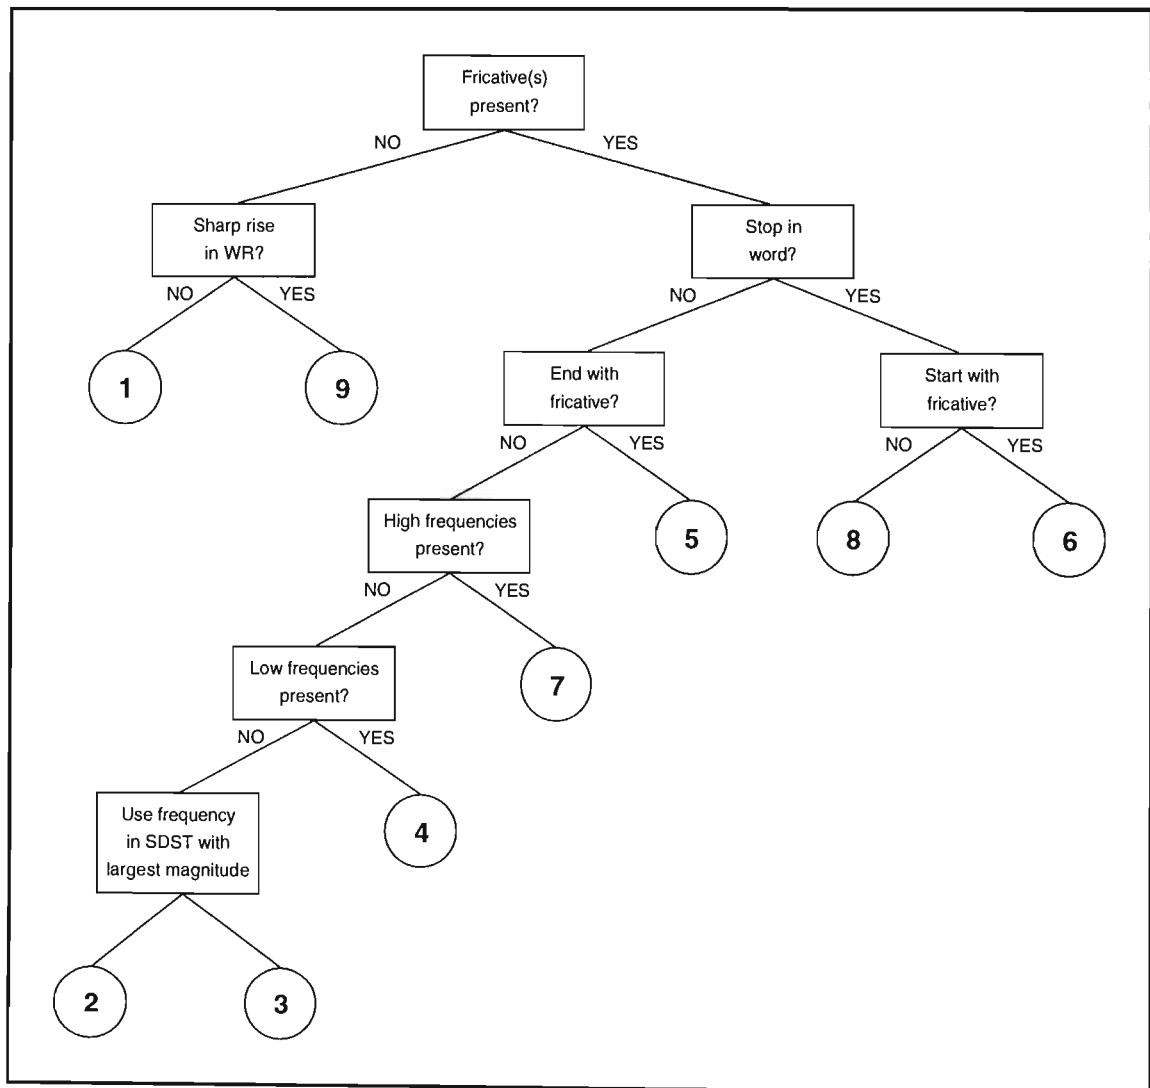 Fricative(s)
present?
NO
YES
Sharp rise
in WR?
Stop in
word?
NO
YES
NO
YES
1
9
End with
fricative?
Start with
fricative?
NO
YES
NO
YES
High frequencies
present?
5
8
6
NO
YES
Low frequencies
present?
7
NO
YES
Use frequency
in SDST with
largest magnitude
4
2
3